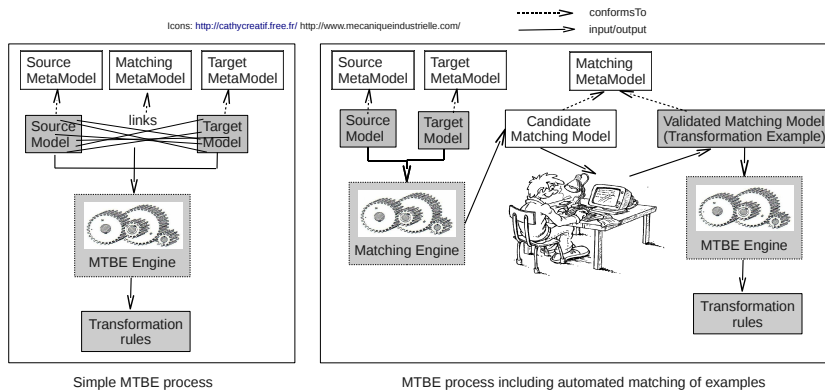 Icons: http://cathycreatif.free.fr/ http://www.mecaniqueindustrielle.com/
conformsTo
input/output
Source
MetaModel
Matching
MetaModel
Target
MetaModel
Source
Model
links
Target
Model
MTBE Engine
Transformation
rules
Simple MTBE process
Source
MetaModel
Target
MetaModel
Matching
MetaModel
Source
Model
Target
Model
Candidate
Matching Model
Validated Matching Model
(Transformation Example)
Matching Engine
MTBE Engine
Transformation
rules
MTBE process including automated matching of examples